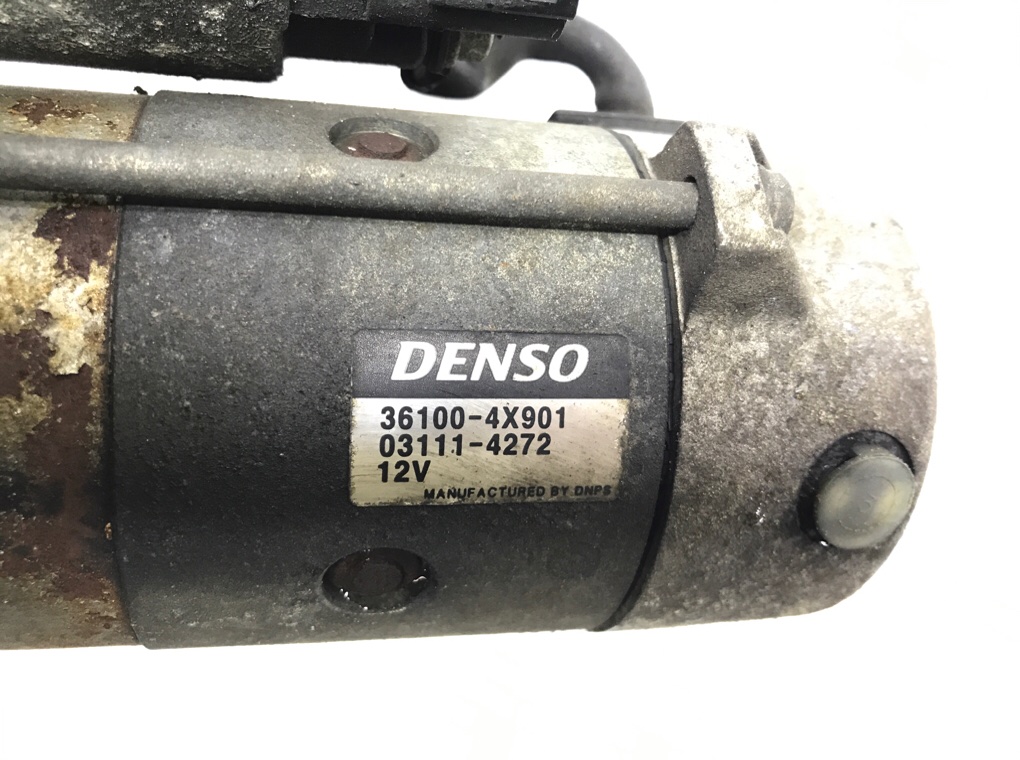 DENSO
36100-4X901
03111-4272
12V
MANUFACTURED BY DNPS